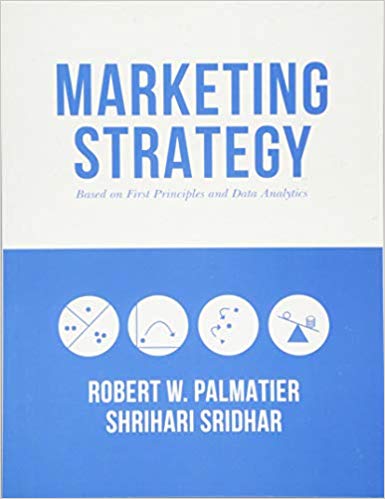 MARKETING
STRATEGY
Based on First Principles and Data Analytics
ROBERT W. PALMATIER
SHRIHARI SRIDHAR